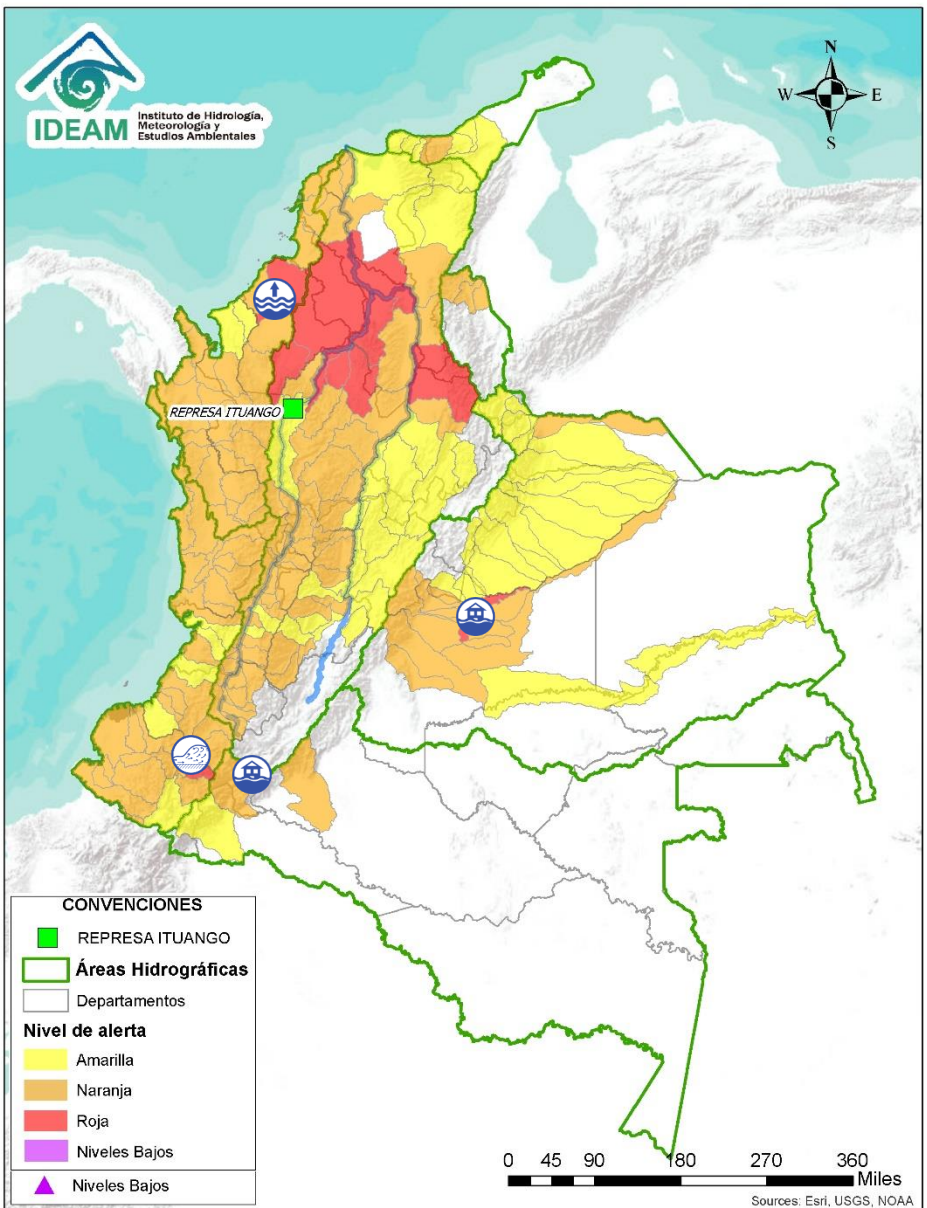 IDEAM
Instituto de Hidrología,
Meteorología y
Estudios Ambientales
N
W E
S
REPRESA ITUANGO
CONVENCIONES
REPRESA ITUANGO
Áreas Hidrográficas
Departamentos
Nivel de alerta
Amarilla
Naranja
Roja
Niveles Bajos
Niveles Bajos
0 45 90 180 270 360
Miles
Sources: Esri, USGS, NOAA